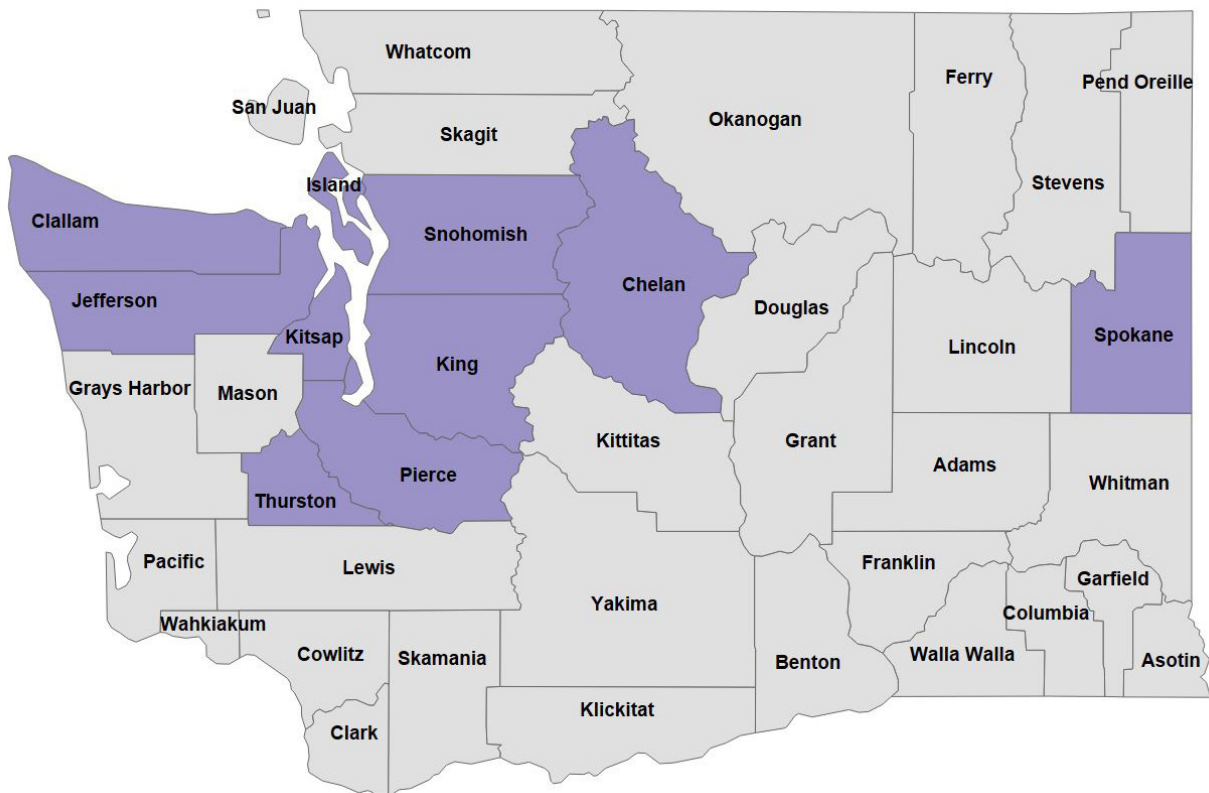 Whatcom
Ferry
Pend Oreille
San Juan
Skagit
Okanogan
Island
Stevens
Clallam
Snohomish
Chelan
Jefferson
Douglas
Kitsap
Spokane
Lincoln
King
Grays Harbor
Mason
Kittitas
Grant
Adams
Pierce
Whitman
Thurston
Pacific
Lewis
Franklin
Garfield
Yakima
Columbia
Wahkiakum
Cowlitz
Skamania
Benton
Walla Walla
Asotin
Klickitat
Clark